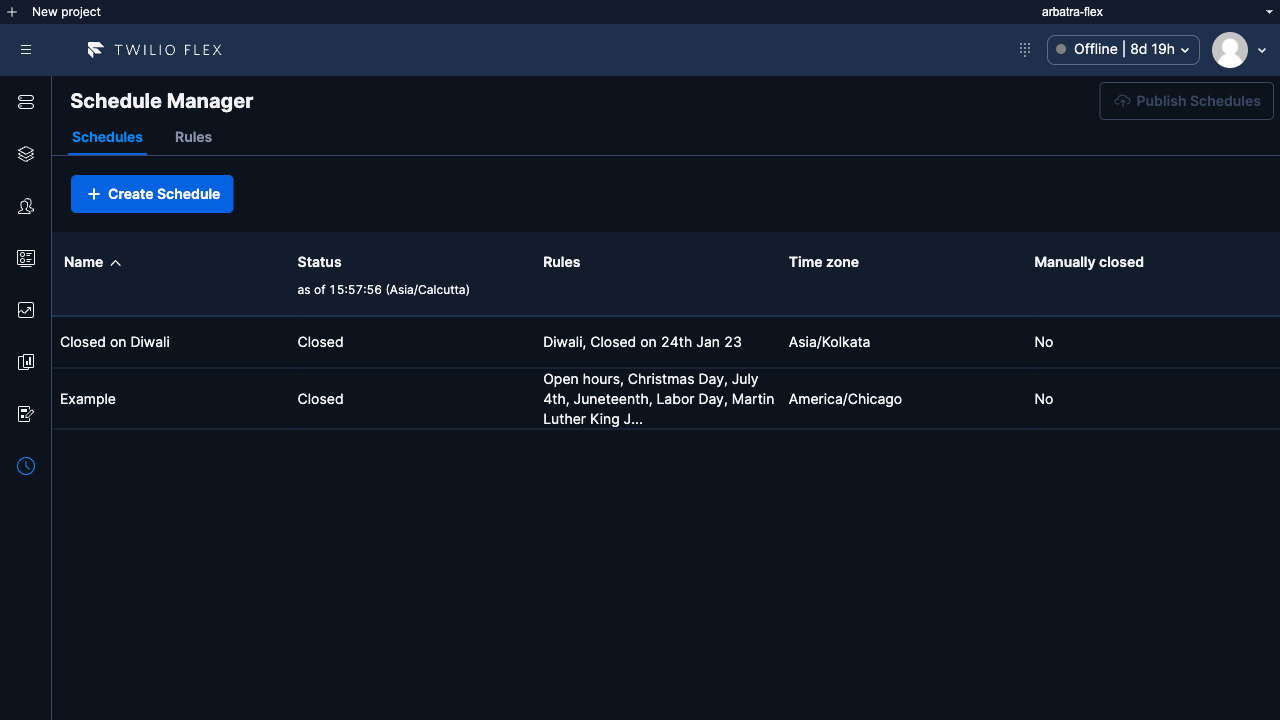 New project
arbatra-flex
TWILIO FLEX
Offline | 8d 19h
Schedule Manager
Publish Schedules
Schedules
Rules
Create Schedule
Name
Status
Rules
Time zone
Manually closed
as of 15:57:56 (Asia/Calcutta)
Closed on Diwali
Closed
Diwali, Closed on 24th Jan 23
Asia/Kolkata
No
Example
Closed
Open hours, Christmas Day, July
4th, Juneteenth, Labor Day, Martin
Luther King J...
America/Chicago
No